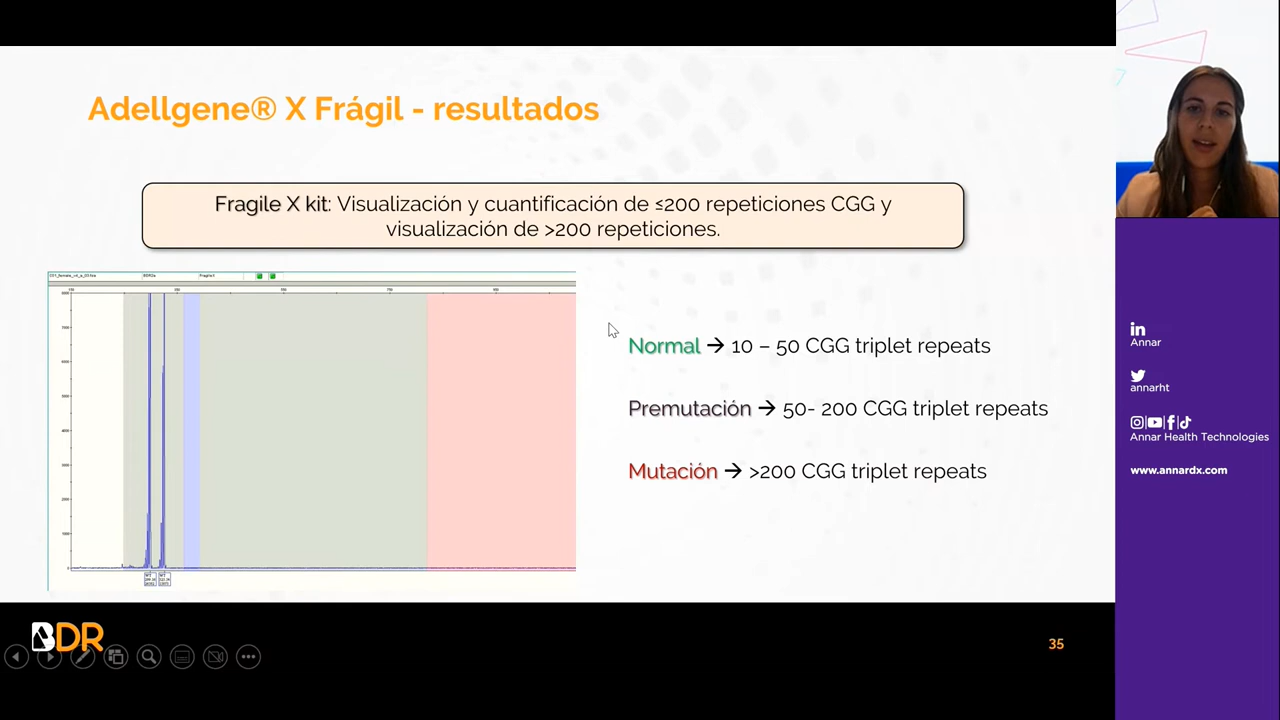 Adellgene® X Frágil - resultados
Fragile X kit: Visualización y cuantificación de ≤200 repeticiones CGG y
visualización de >200 repeticiones.
Normal → 10 – 50 CGG triplet repeats
Premutación → 50- 200 CGG triplet repeats
Mutación → >200 CGG triplet repeats
BDR
35
in
Annar
annarht
Annar Health Technologies
www.annardx.com